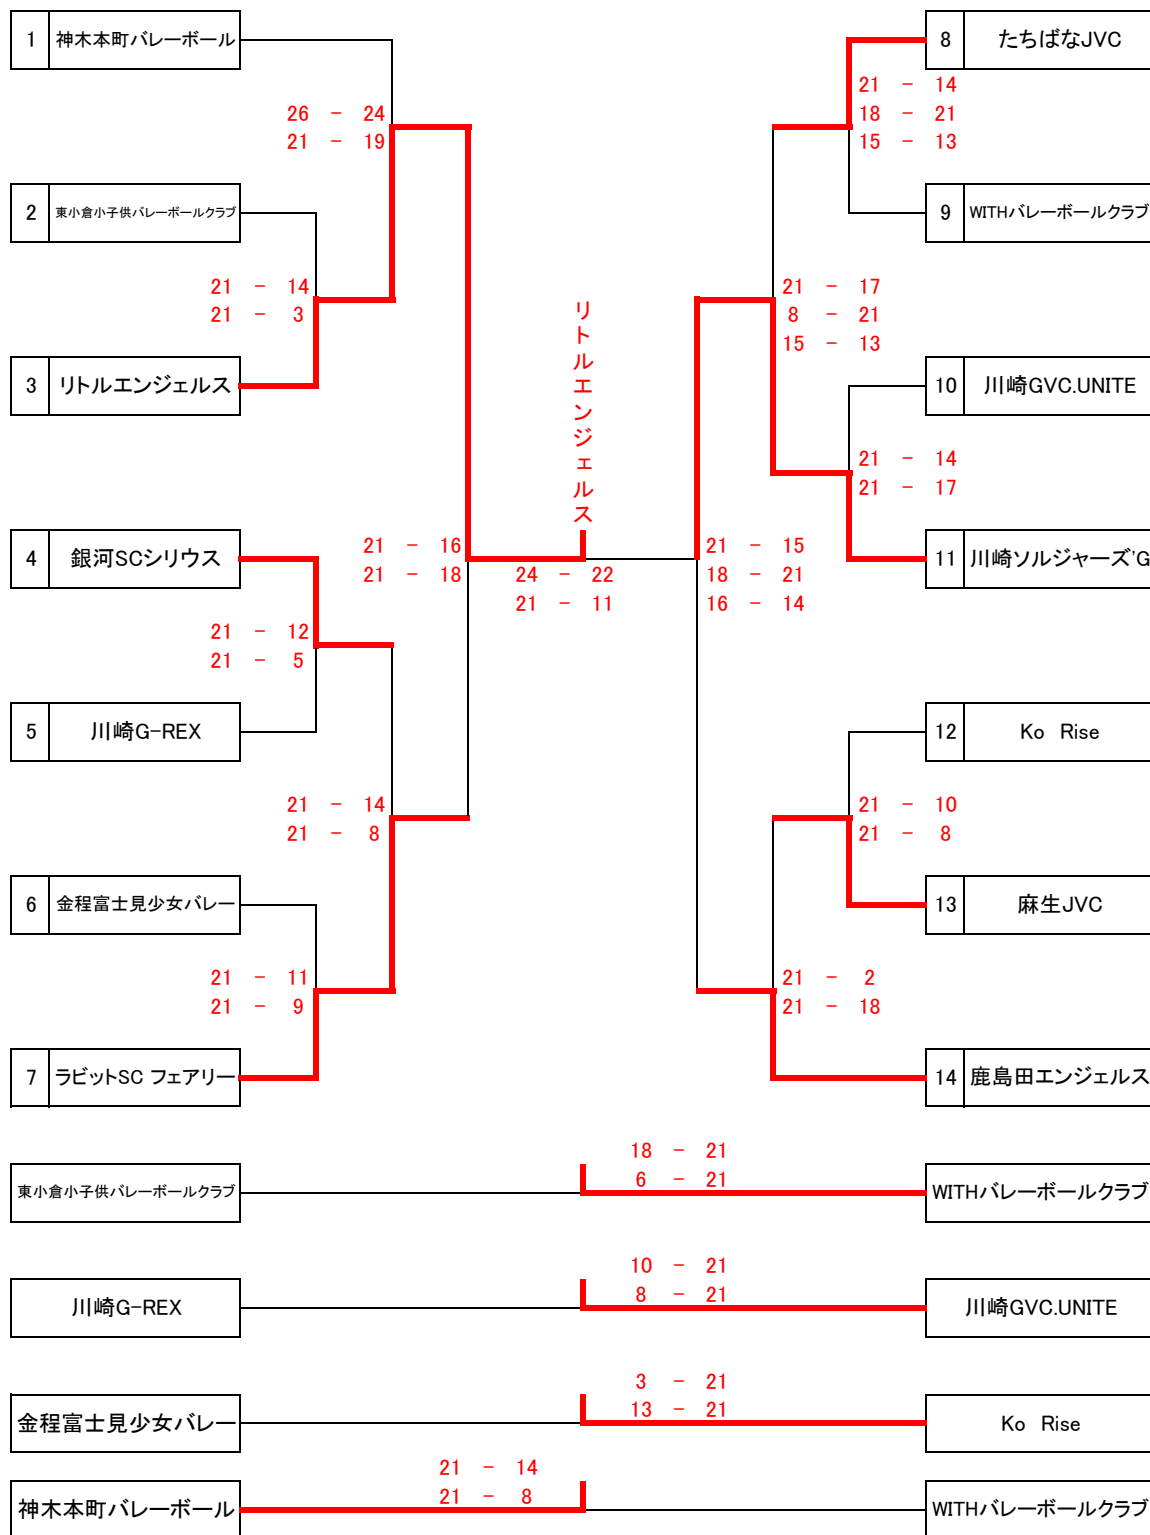 1 神木本町バレーボール
8 たちばなJVC
21 - 14
18 - 21
15 - 13
26 - 24
21 - 19
2 東小倉小子供バレーボールクラブ
9 WITHバレーボールクラブ
21 - 14
21 - 3
21 - 17
8 - 21
15 - 13
リトルエンジェルス
3 リトルエンジェルス
10 川崎GVC.UNITE
21 - 14
21 - 17
4 銀河SCシリウス
11 川崎ソルジャーズ'G
21 - 16
21 - 18
24 - 22
21 - 11
21 - 15
18 - 21
16 - 14
21 - 12
21 - 5
5 川崎G-REX
12 Ko Rise
21 - 14
21 - 8
21 - 10
21 - 8
6 金程富士見少女バレー
13 麻生JVC
21 - 11
21 - 9
21 - 2
21 - 18
7 ラビットSC フェアリー
14 鹿島田エンジェルス
18 - 21
6 - 21
東小倉小子供バレーボールクラブ
WITHバレーボールクラブ
10 - 21
8 - 21
川崎G-REX
川崎GVC.UNITE
3 - 21
13 - 21
金程富士見少女バレー
Ko Rise
21 - 14
21 - 8
神木本町バレーボール
WITHバレーボールクラブ